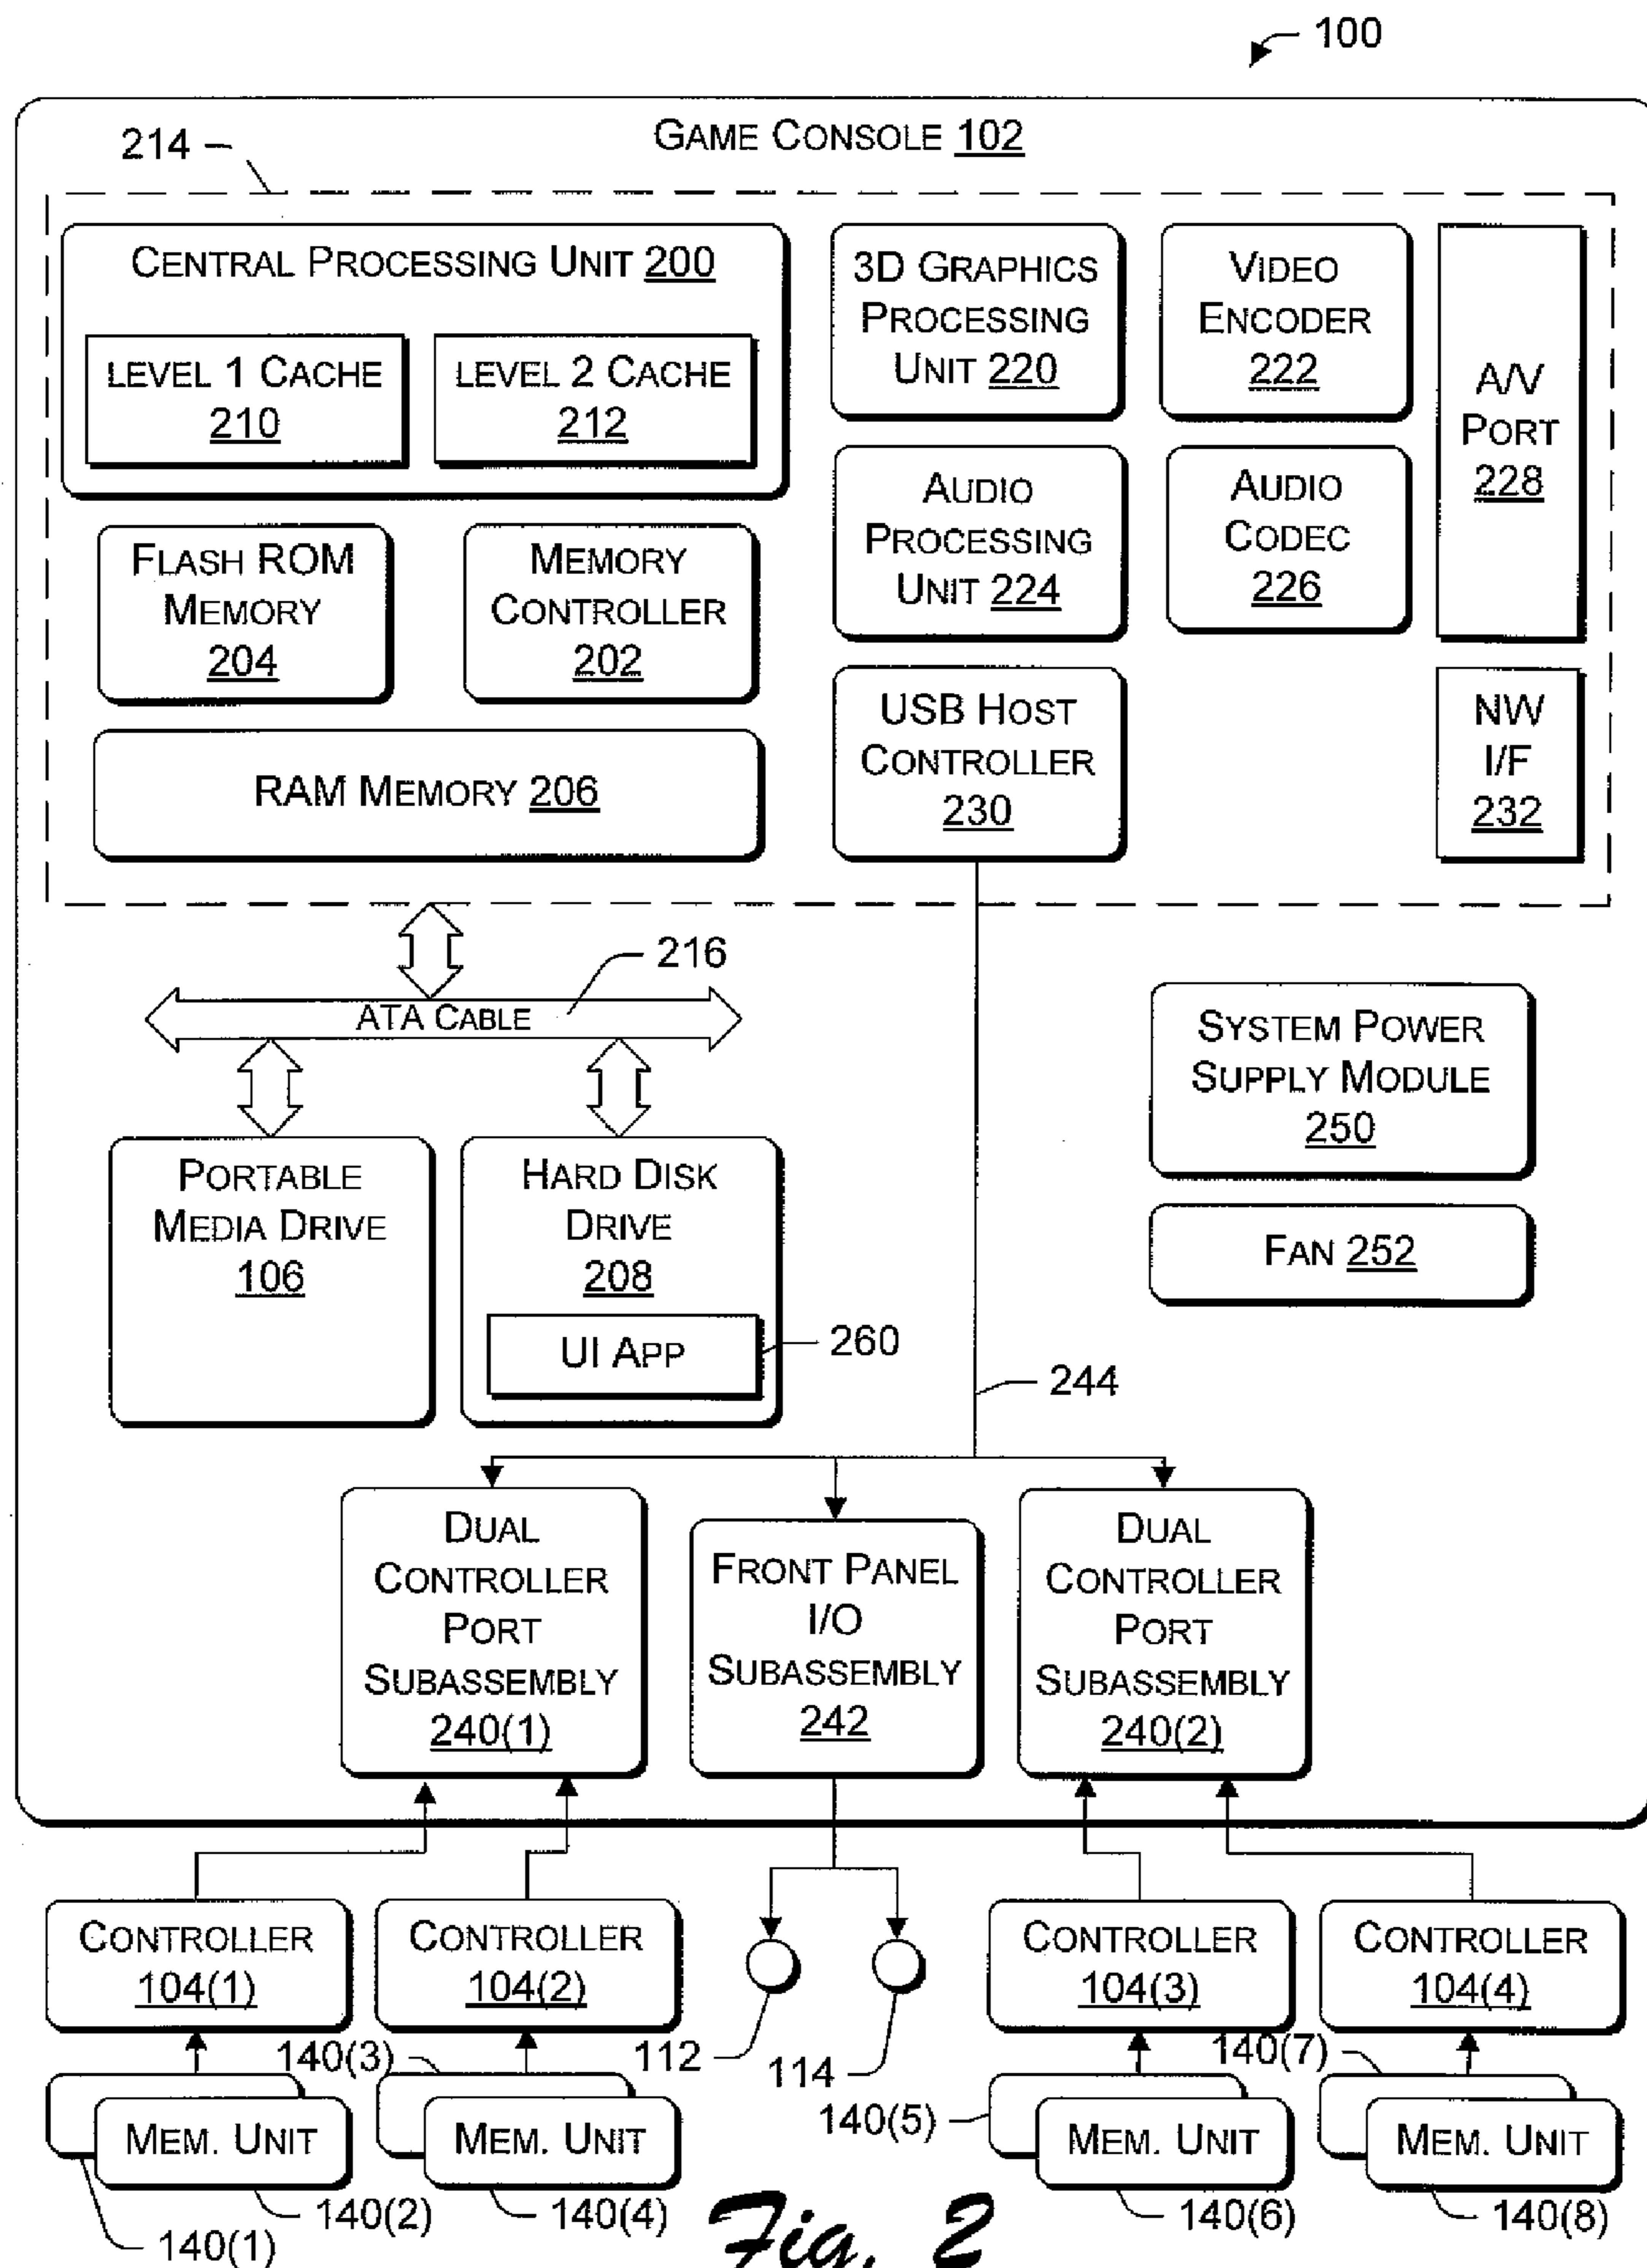 100
GAME CONSOLE 102
214
CENTRAL PROCESSING UNIT 200
LEVEL 1 CACHE
210
LEVEL 2 CACHE
212
3D GRAPHICS
PROCESSING
UNIT 220
VIDEO
ENCODER
222
A/V
PORT
228
FLASH ROM
MEMORY
204
MEMORY
CONTROLLER
202
AUDIO
PROCESSING
UNIT 224
AUDIO
CODEC
226
RAM MEMORY 206
USB HOST
CONTROLLER
230
NW
I/F
232
216
ATA CABLE
SYSTEM POWER
SUPPLY MODULE
250
PORTABLE
MEDIA DRIVE
106
HARD DISK
DRIVE
208
UI APP
260
FAN 252
244
DUAL
CONTROLLER
PORT
SUBASSEMBLY
240(1)
FRONT PANEL
I/O
SUBASSEMBLY
242
DUAL
CONTROLLER
PORT
SUBASSEMBLY
240(2)
CONTROLLER
104(1)
CONTROLLER
104(2)
CONTROLLER
104(3)
CONTROLLER
104(4)
140(3)
112
114
140(7)
140(5)
MEM. UNIT
MEM. UNIT
MEM. UNIT
MEM. UNIT
140(2)
140(4)
140(6)
140(8)
140(1)
Fig. 2